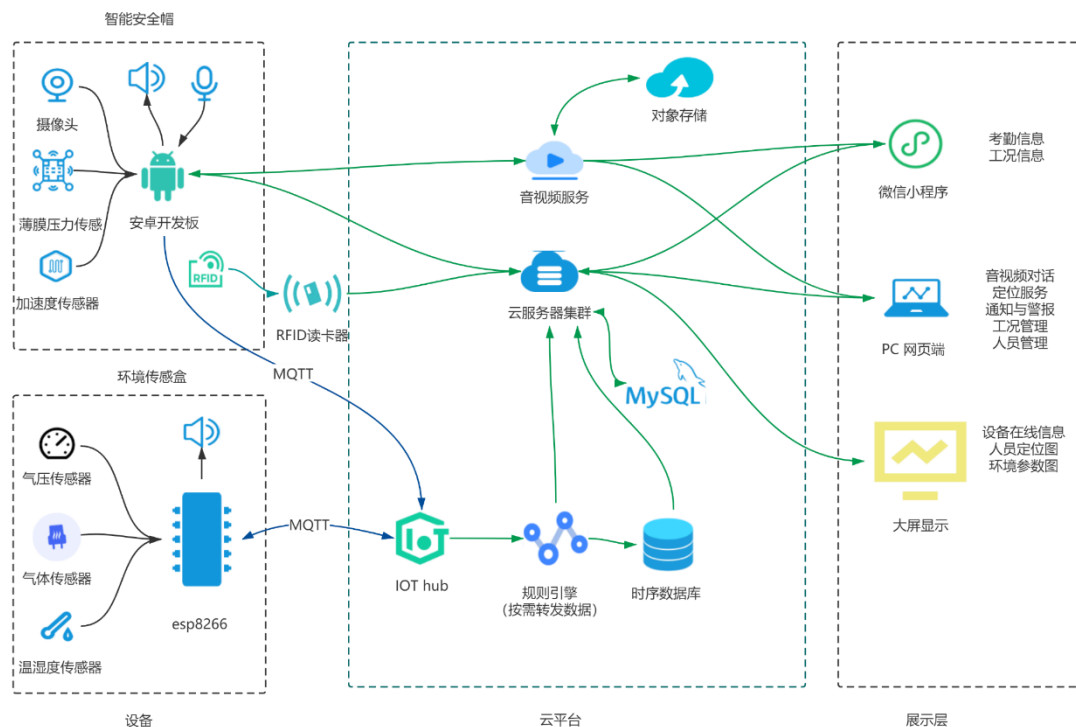 智能安全帽
摄像头
薄膜压力传感
加速度传感器
安卓开发板
RFID
RFID读卡器
MQTT
环境传感盒
气压传感器
气体传感器
温湿度传感器
esp8266
MQTT
设备
对象存储
音视频服务
云服务器集群
MySQL
IoT
IOT hub
规则引擎
(按需转发数据)
时序数据库
云平台
微信小程序
考勤信息
工况信息
PC 网页端
音视频对话
定位服务
通知与警报
工况管理
人员管理
大屏显示
设备在线信息
人员定位图
环境参数图
展示层